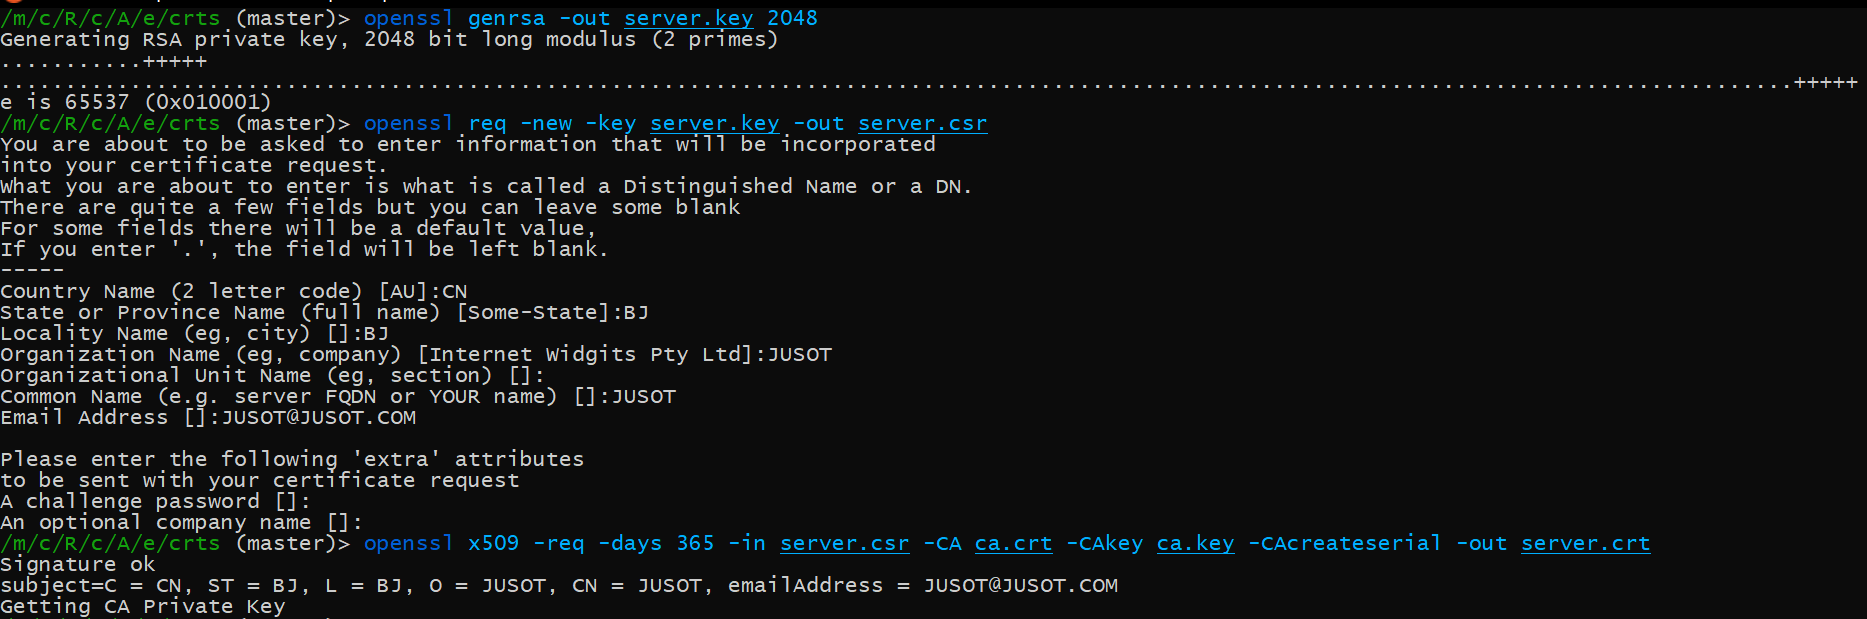 /m/c/R/c/A/e/crts (master)> openssl genrsa -out server.key 2048
Generating RSA private key, 2048 bit long modulus (2 primes)
...........+++++
..........................................................................................................................................+++++
e is 65537 (0x010001)
/m/c/R/c/A/e/crts (master)> openssl req -new -key server.key -out server.csr
You are about to be asked to enter information that will be incorporated
into your certificate request.
What you are about to enter is what is called a Distinguished Name or a DN.
There are quite a few fields but you can leave some blank
For some fields there will be a default value,
If you enter '.', the field will be left blank.
-----
Country Name (2 letter code) [AU]:CN
State or Province Name (full name) [Some-State]:BJ
Locality Name (eg, city) []:BJ
Organization Name (eg, company) [Internet Widgits Pty Ltd]:JUSOT
Organizational Unit Name (eg, section) []:
Common Name (e.g. server FQDN or YOUR name) []:JUSOT
Email Address []:JUSOT@JUSOT.COM
Please enter the following 'extra' attributes
to be sent with your certificate request
A challenge password []:
An optional company name []:
/m/c/R/c/A/e/crts (master)> openssl x509 -req -days 365 -in server.csr -CA ca.crt -CAkey ca.key -CAcreateserial -out server.crt
Signature ok
subject=C = CN, ST = BJ, L = BJ, O = JUSOT, CN = JUSOT, emailAddress = JUSOT@JUSOT.COM
Getting CA Private Key